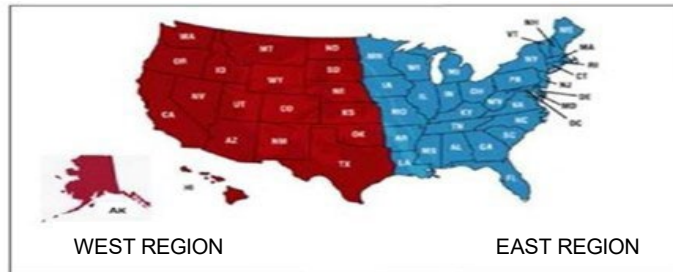 NH
ME
WA
VT
MT
ND
MN
MA
OR
ID
SD
WI
MI
NY
RI
WY
CT
NE
IA
PA
NJ
NV
UT
CO
IL
IN
OH
DE
CA
KS
MO
KY
WV
VA
MD
DC
AZ
NM
OK
AR
TN
NC
SC
TX
LA
MS
AL
GA
FL
AK
HI
WEST REGION
EAST REGION